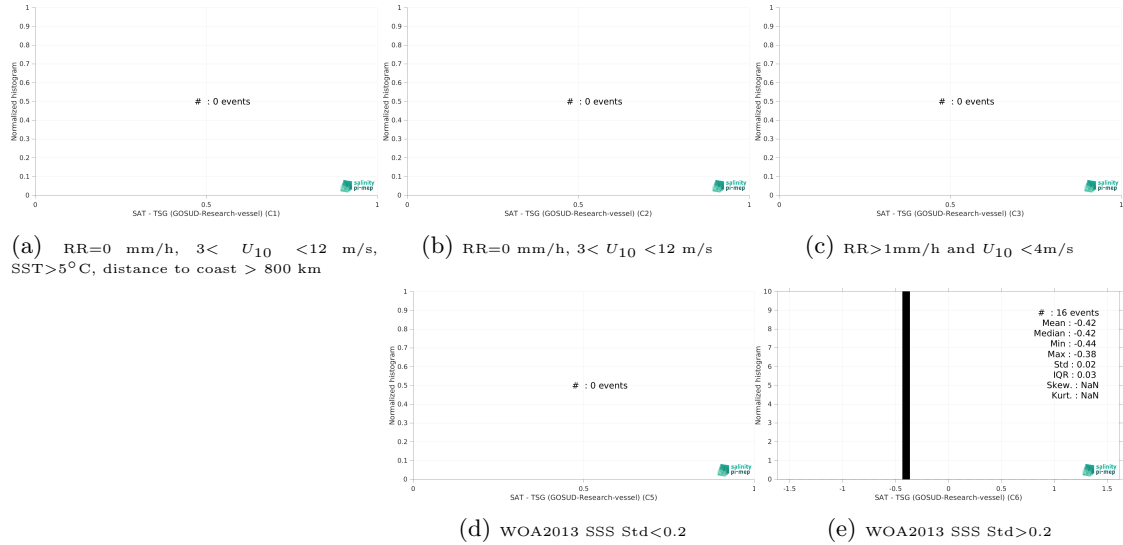 1
0.9
0.8
0.7
0.6
0.5
0.4
0.3
0.2
0.1
0
Normalized histogram
# : 0 events
salinity
pi-mep
0 0.5 1
SAT - TSG (GOSUD-Research-vessel) (C1)
(a) RR=0 mm/h, 3< U10 <12 m/s,
SST>5°C, distance to coast > 800 km
1
0.9
0.8
0.7
0.6
0.5
0.4
0.3
0.2
0.1
0
Normalized histogram
# : 0 events
salinity
pi-mep
0 0.5 1
SAT - TSG (GOSUD-Research-vessel) (C2)
(b) RR=0 mm/h, 3< U10 <12 m/s
1
0.9
0.8
0.7
0.6
0.5
0.4
0.3
0.2
0.1
0
Normalized histogram
# : 0 events
salinity
pi-mep
0 0.5 1
SAT - TSG (GOSUD-Research-vessel) (C3)
(c) RR>1mm/h and U10 <4m/s
1
0.9
0.8
0.7
0.6
0.5
0.4
0.3
0.2
0.1
0
Normalized histogram
# : 0 events
salinity
pi-mep
0 0.5 1
SAT - TSG (GOSUD-Research-vessel) (C5)
(d) WOA2013 SSS Std<0.2
10
9
8
7
6
5
4
3
2
1
0
Normalized histogram
# : 16 events
Mean : -0.42
Median : -0.42
Min : -0.44
Max : -0.38
Std : 0.02
IQR : 0.03
Skew. : NaN
Kurt. : NaN
salinity
pi-mep
-1.5 -1 -0.5 0 0.5 1 1.5
SAT - TSG (GOSUD-Research-vessel) (C6)
(e) WOA2013 SSS Std>0.2